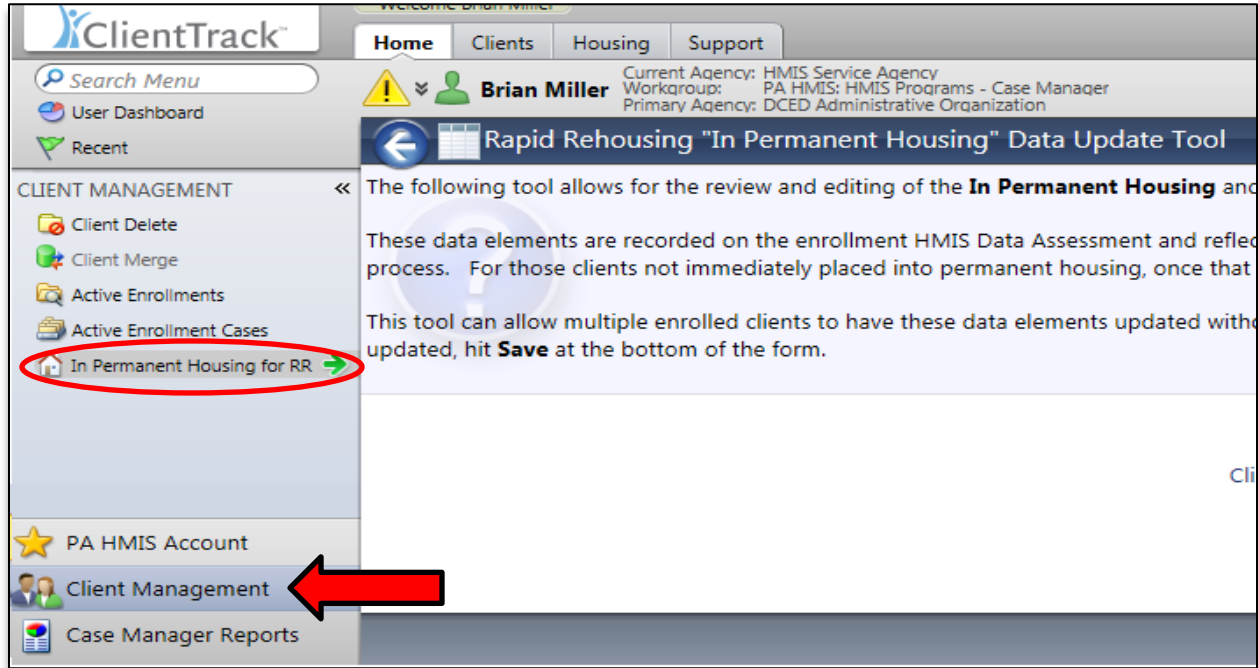 ClientTrack™
Welcome Brian Miller
Home Clients Housing Support
Search Menu
User Dashboard
Recent
Brian Miller
Current Agency: HMIS Service Agency
Workgroup: PA HMIS: HMIS Programs - Case Manager
Primary Agency: DCED Administrative Organization
Rapid Rehousing "In Permanent Housing" Data Update Tool
CLIENT MANAGEMENT «
Client Delete
Client Merge
Active Enrollments
Active Enrollment Cases
In Permanent Housing for RR
The following tool allows for the review and editing of the In Permanent Housing and
These data elements are recorded on the enrollment HMIS Data Assessment and reflec
process. For those clients not immediately placed into permanent housing, once that
This tool can allow multiple enrolled clients to have these data elements updated witho
updated, hit Save at the bottom of the form.
Cli
PA HMIS Account
Client Management
Case Manager Reports